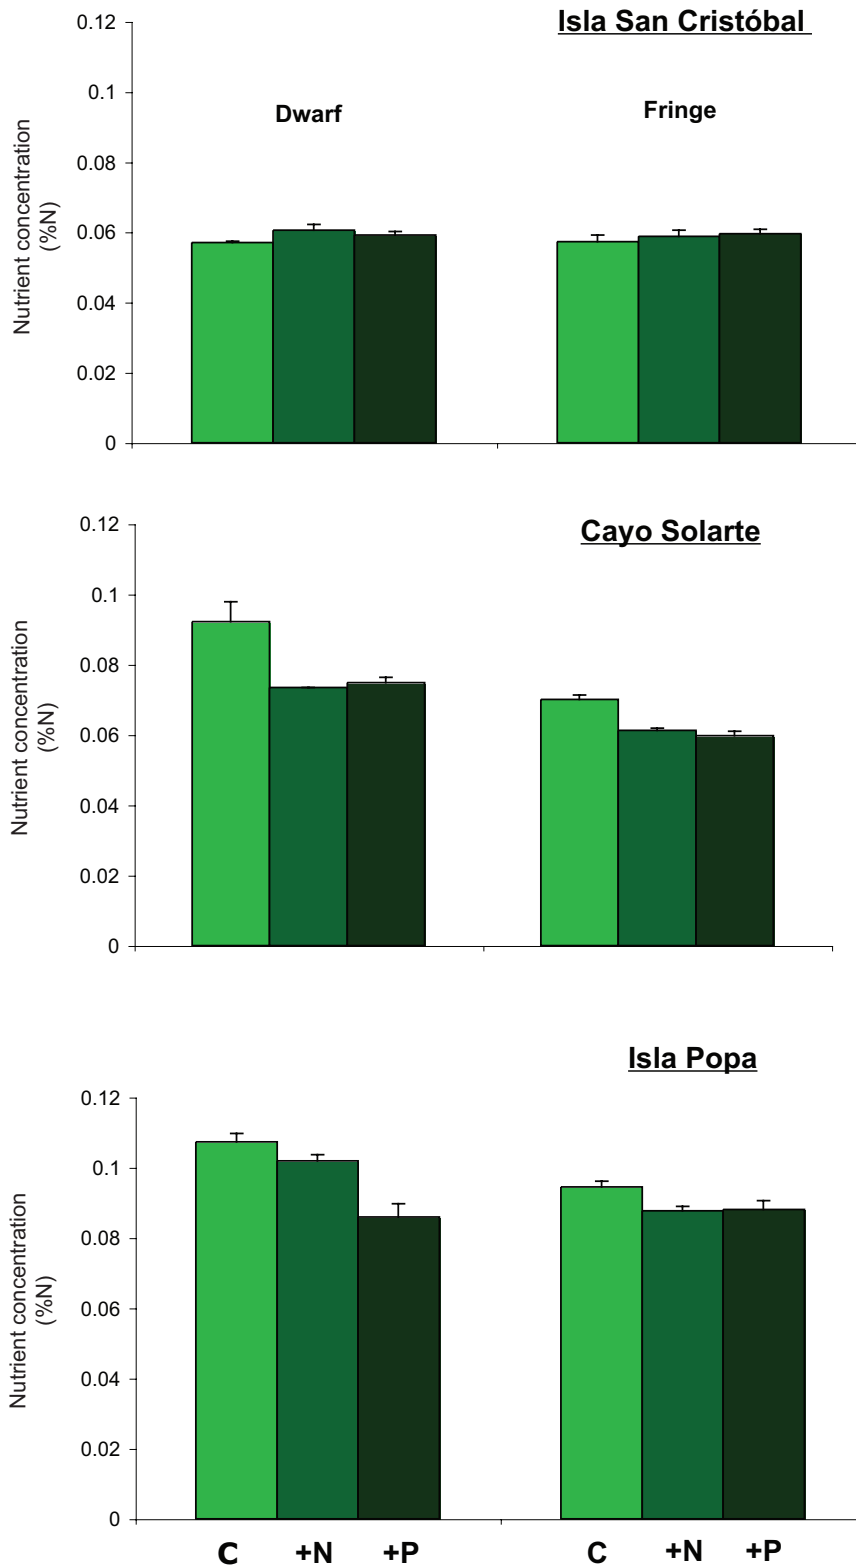 Isla San Cristóbal
Nutrient concentration
(%N)
0.12
0.1
0.08
0.06
0.04
0.02
0
Dwarf
Fringe
Cayo Solarte
Nutrient concentration
(%N)
0.12
0.1
0.08
0.06
0.04
0.02
0
Isla Popa
Nutrient concentration
(%N)
0.12
0.1
0.08
0.06
0.04
0.02
0
C +N +P C +N +P